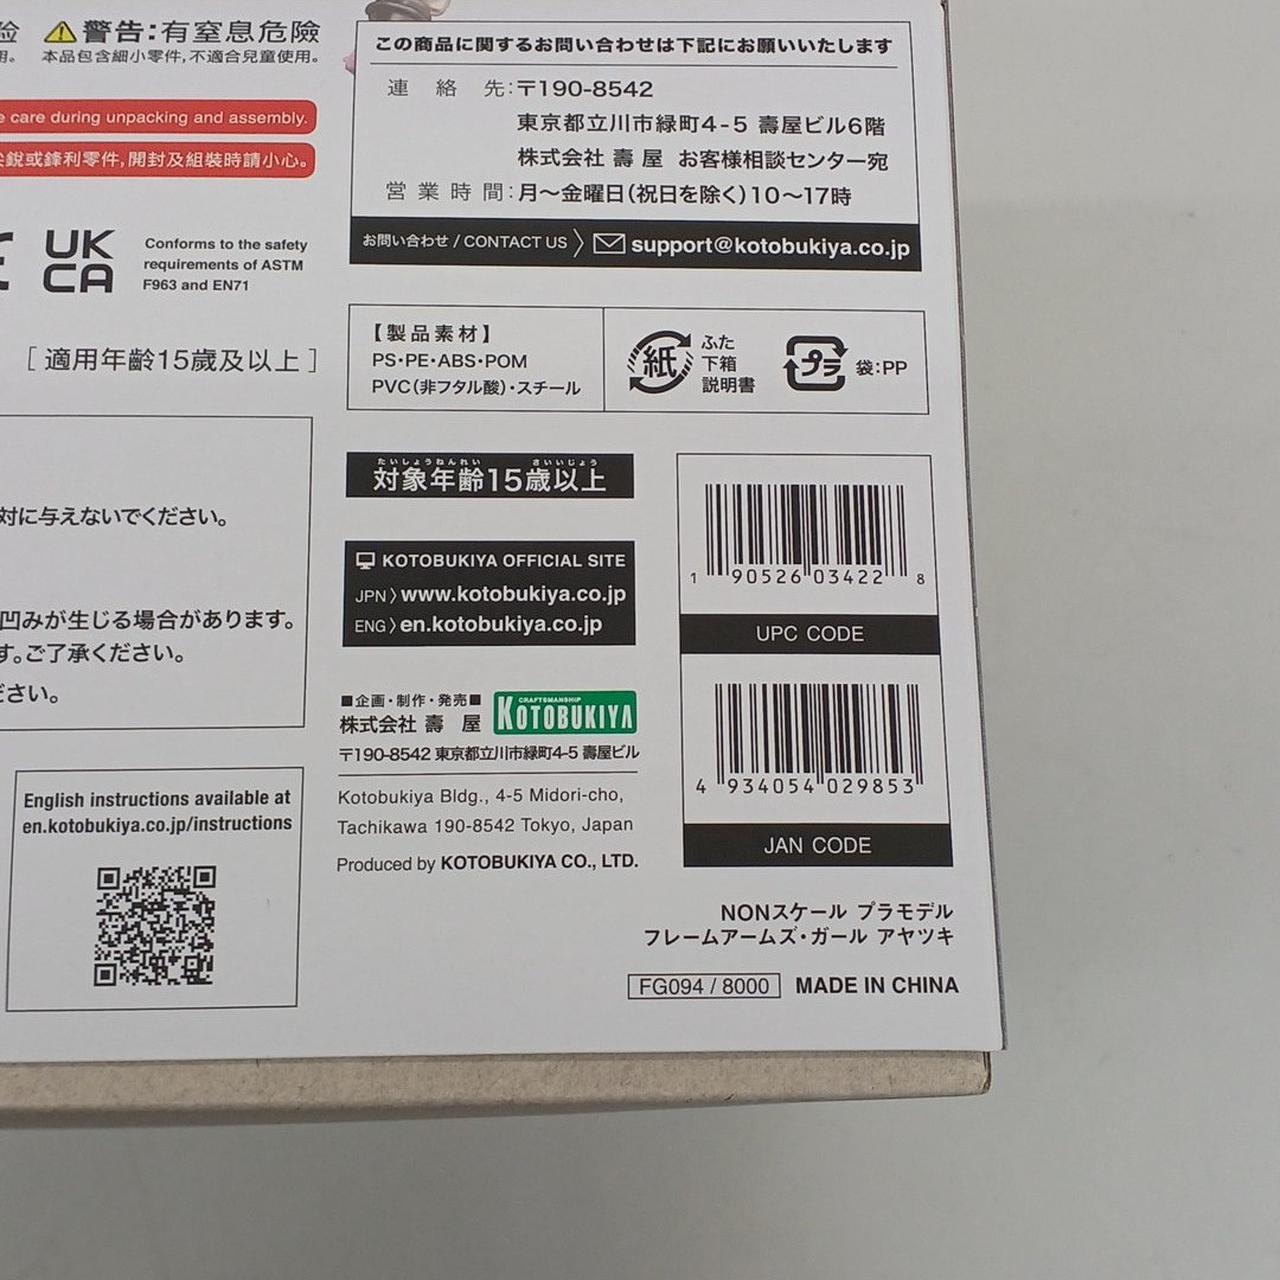 警告:有窒息危險
本品包含細小零件,不適合兒童使用。
care during unpacking and assembly.
銳或鋒利零件,開封及組裝時請小心。
UK
CA
Conforms to the safety
requirements of ASTM
F963 and EN71
[ 適用年齡15歲及以上 ]
対に与えないでください。
凹みが生じる場合があります。
す。ご了承ください。
ださい。
English instructions available at
en.kotobukiya.co.jp/instructions
この商品に関するお問い合わせは下記にお願いいたします
連絡先:〒190-8542
東京都立川市緑町4-5 壽屋ビル6階
株式会社 壽 屋 お客様相談センター宛
営業時間:月〜金曜日(祝日を除く)10〜17時
お問い合わせ / CONTACT US 〉 support@kotobukiya.co.jp
【製品素材】
PS・PE・ABS・POM
PVC(非フタル酸)・スチール
紙
ふた
下箱
説明書
プラ
袋:PP
たいしょうねんれい さいいじょう
対象年齢15歳以上
KOTOBUKIYA OFFICIAL SITE
JPN 〉www.kotobukiya.co.jp
ENG 〉en.kotobukiya.co.jp
■企画・制作・発売■
株式会社 壽 屋
CRAFTSMANSHIP
KOTOBUKIYA
〒190-8542 東京都立川市緑町4-5 壽屋ビル
Kotobukiya Bldg., 4-5 Midori-cho,
Tachikawa 190-8542 Tokyo, Japan
Produced by KOTOBUKIYA CO., LTD.
1 90526 03422 8
UPC CODE
4 934054 029853
JAN CODE
NONスケール プラモデル
フレームアームズ・ガール アヤツキ
FG094 / 8000 MADE IN CHINA